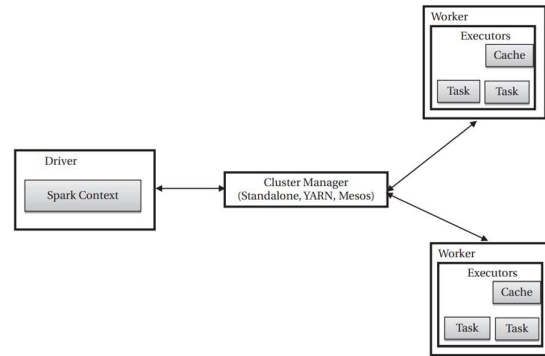 Worker
Executors
Cache
Task Task
Driver
Spark Context
Cluster Manager
(Standalone, YARN, Mesos)
Worker
Executors
Cache
Task Task